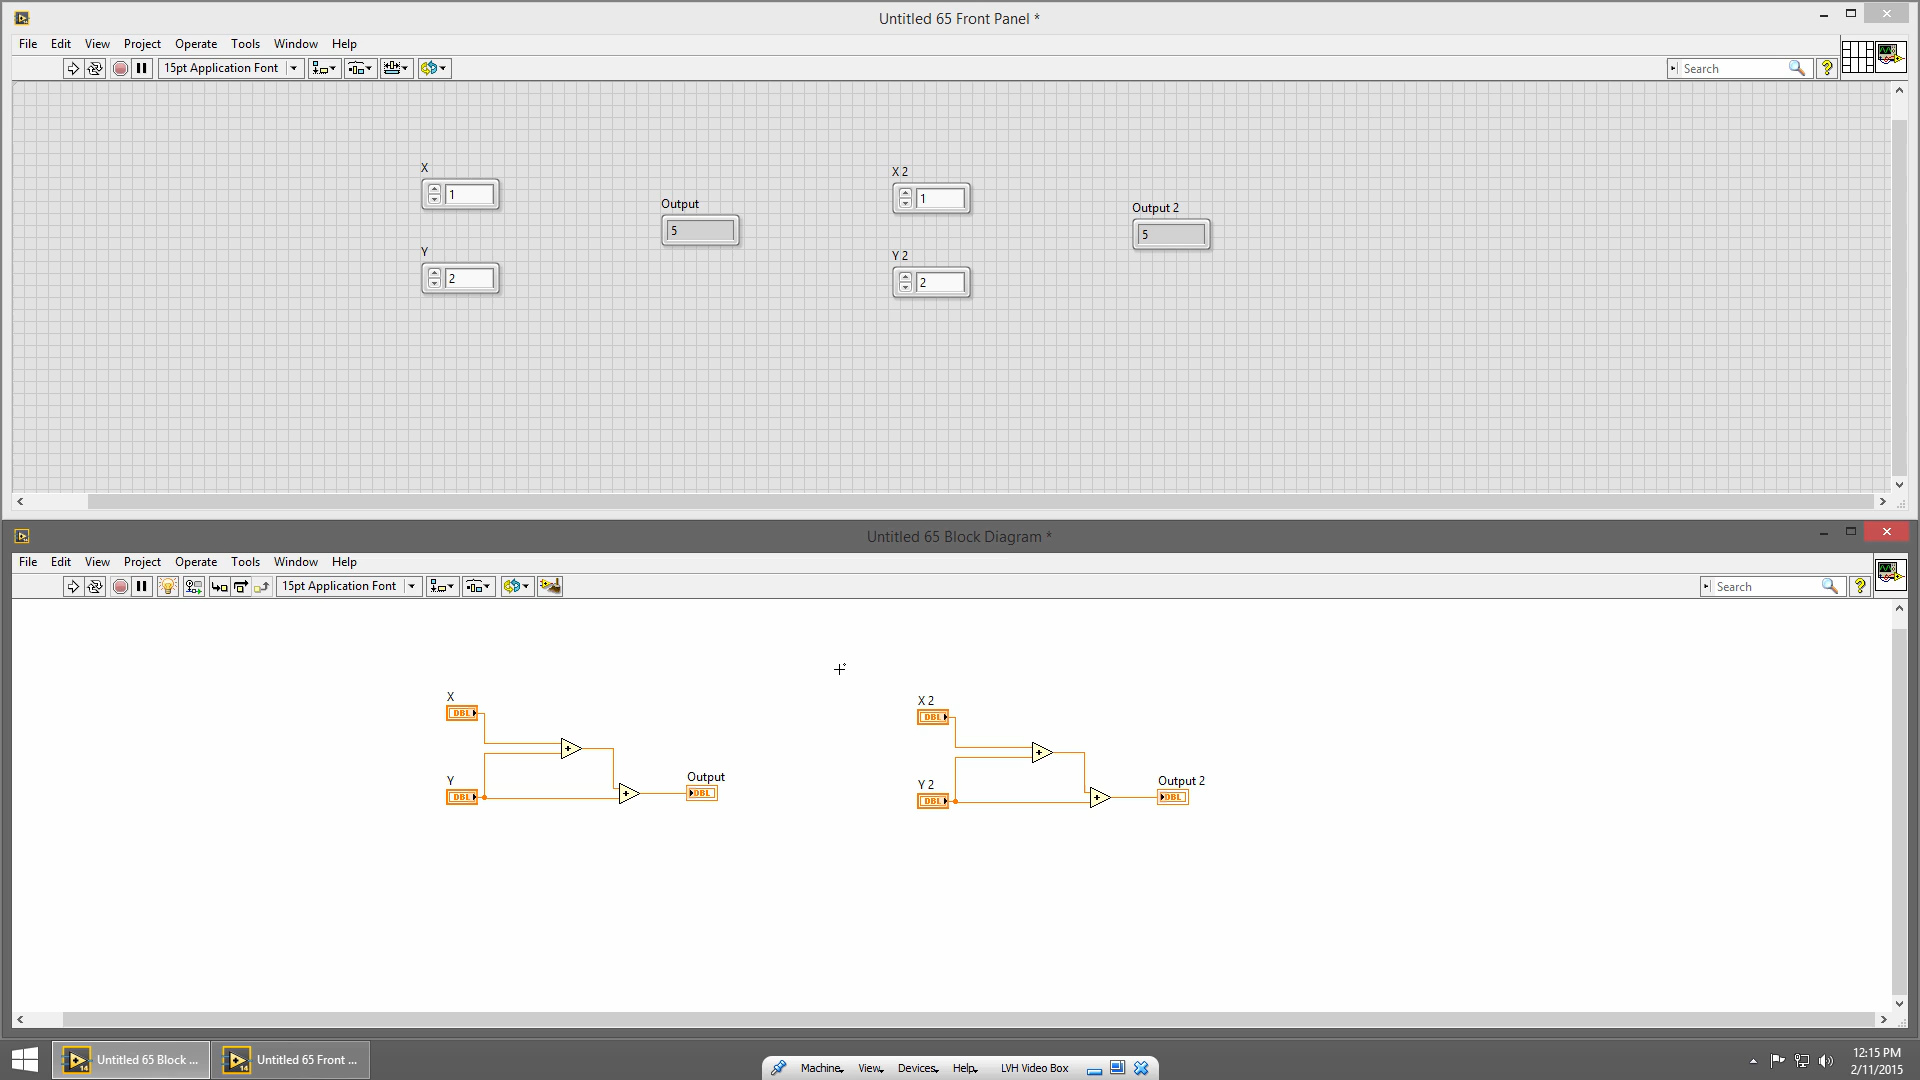 Untitled 65 Front Panel *
File Edit View Project Operate Tools Window Help
15pt Application Font
Search
?
X
1
Y
2
Output
5
X 2
1
Y 2
2
Output 2
5
Untitled 65 Block Diagram *
File Edit View Project Operate Tools Window Help
15pt Application Font
Search
?
X
DBL
Y
DBL
Output
DBL
X 2
DBL
Y 2
DBL
Output 2
DBL
Untitled 65 Block ...
Untitled 65 Front ...
Machine View Devices Help LVH Video Box
12:15 PM
2/11/2015